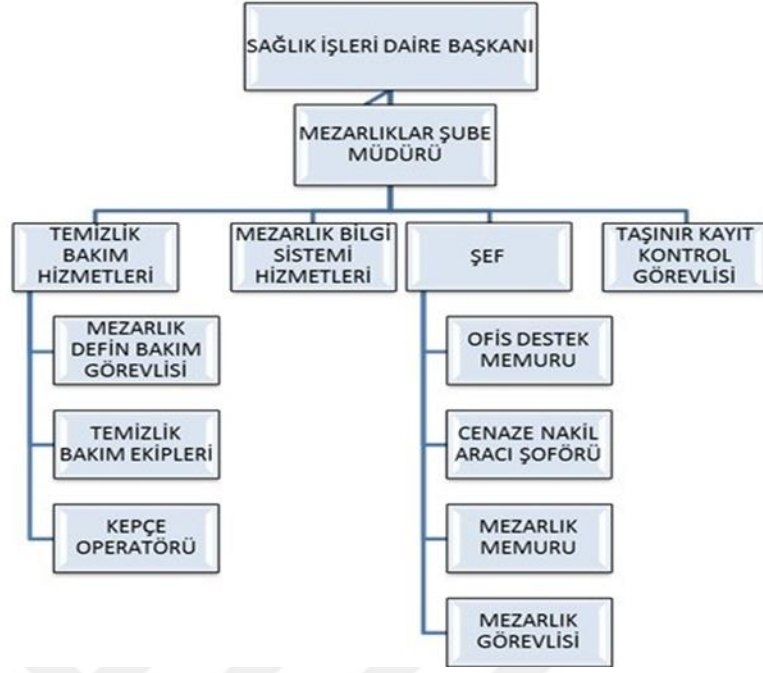 SAĞLIK İŞLERİ DAİRE BAŞKANI
MEZARLIKLAR ŞUBE
MÜDÜRÜ
TEMİZLİK
BAKIM
HİZMETLERİ
MEZARLIK BİLGİ
SİSTEMİ
HİZMETLERİ
ŞEF
TAŞINIR KAYIT
KONTROL
GÖREVLİSİ
MEZARLIK
DEFİN BAKIM
GÖREVLİSİ
TEMİZLİK
BAKIM EKİPLERİ
KEPÇE
OPERATÖRÜ
OFİS DESTEK
MEMURU
CENAZE NAKİL
ARACI ŞOFÖRÜ
MEZARLIK
MEMURU
MEZARLIK
GÖREVLİSİ